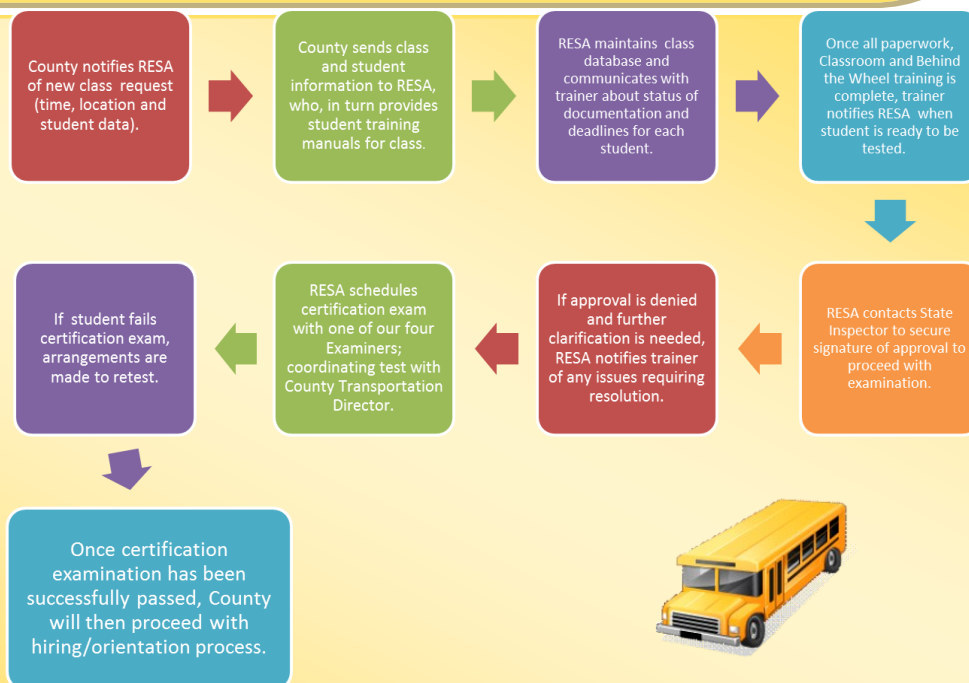 County notifies RESA
of new class request
(time, location and
student data).
County sends class
and student
information to RESA,
who, in turn provides
student training
manuals for class.
RESA maintains class
database and
communicates with
trainer about status of
documentation and
deadlines for each
student.
Once all paperwork,
Classroom and Behind
the Wheel training is
complete, trainer
notifies RESA when
student is ready to be
tested.
RESA contacts State
Inspector to secure
signature of approval to
proceed with
examination.
If approval is denied
and further
clarification is needed,
RESA notifies trainer
of any issues requiring
resolution.
RESA schedules
certification exam
with one of our four
Examiners;
coordinating test with
County Transportation
Director.
If student fails
certification exam,
arrangements are
made to retest.
Once certification
examination has been
successfully passed, County
will then proceed with
hiring/orientation process.